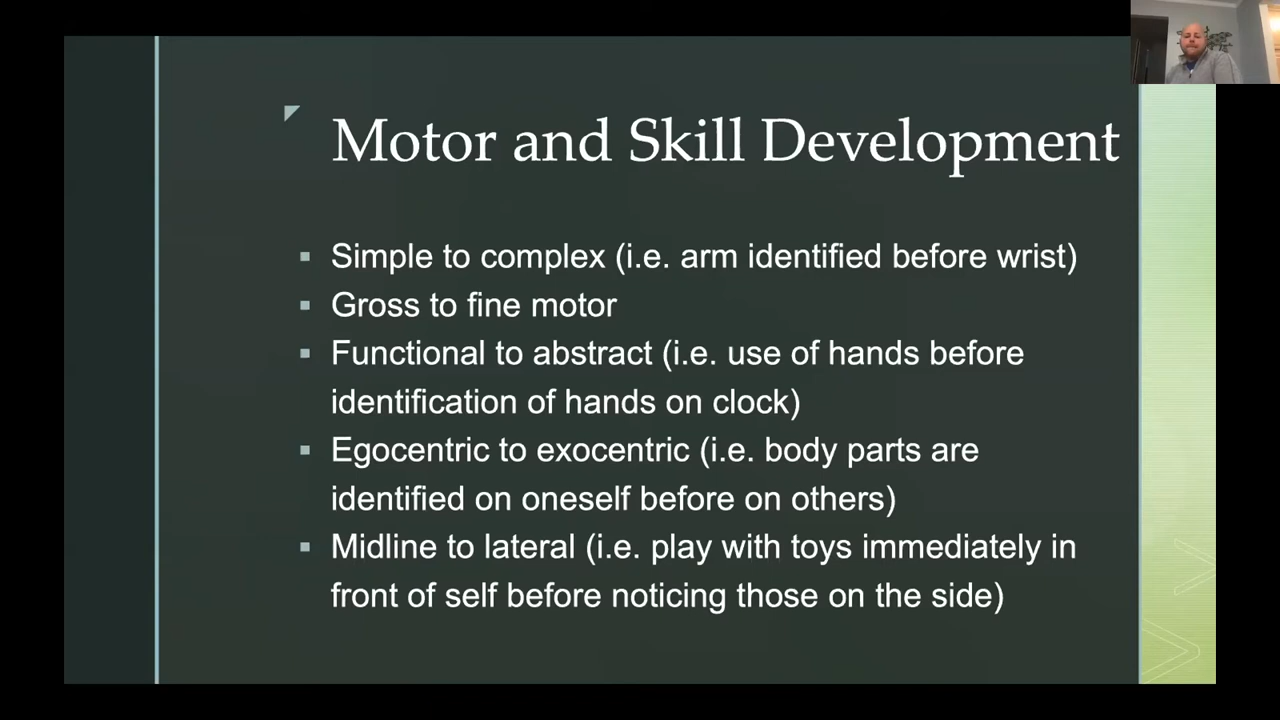 Motor and Skill Development
▪ Simple to complex (i.e. arm identified before wrist)
▪ Gross to fine motor
▪ Functional to abstract (i.e. use of hands before
identification of hands on clock)
▪ Egocentric to exocentric (i.e. body parts are
identified on oneself before on others)
▪ Midline to lateral (i.e. play with toys immediately in
front of self before noticing those on the side)